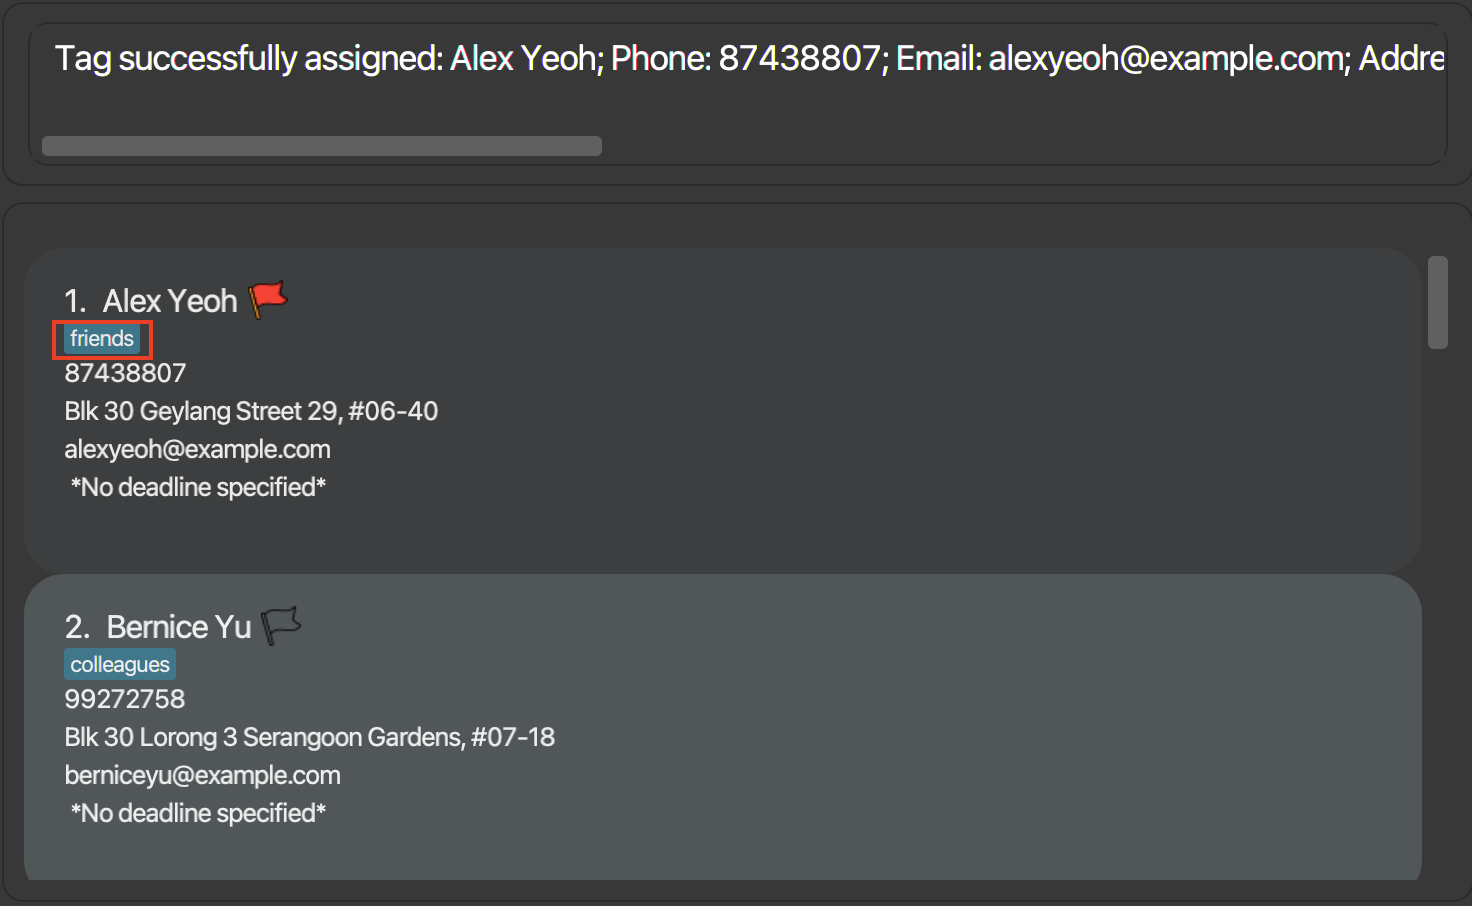 Tag successfully assigned: Alex Yeoh; Phone: 87438807; Email: alexyeoh@example.com; Addre
1. Alex Yeoh
friends
87438807
Blk 30 Geylang Street 29, #06-40
alexyeoh@example.com
*No deadline specified*
2. Bernice Yu
colleagues
99272758
Blk 30 Lorong 3 Serangoon Gardens, #07-18
berniceyu@example.com
*No deadline specified*